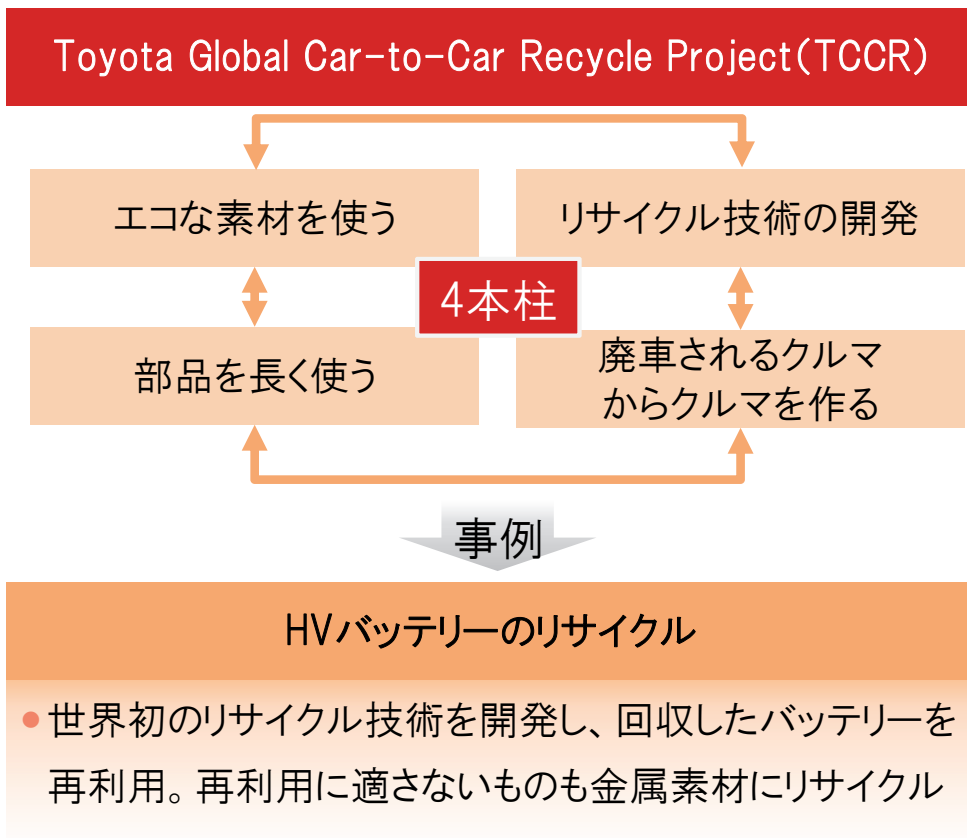 Toyota Global Car-to-Car Recycle Project(TCCR)
エコな素材を使う
リサイクル技術の開発
4本柱
部品を長く使う
廃車されるクルマ
からクルマを作る
事例
HVバッテリーのリサイクル
•世界初のリサイクル技術を開発し、回収したバッテリーを
再利用。再利用に適さないものも金属素材にリサイクル